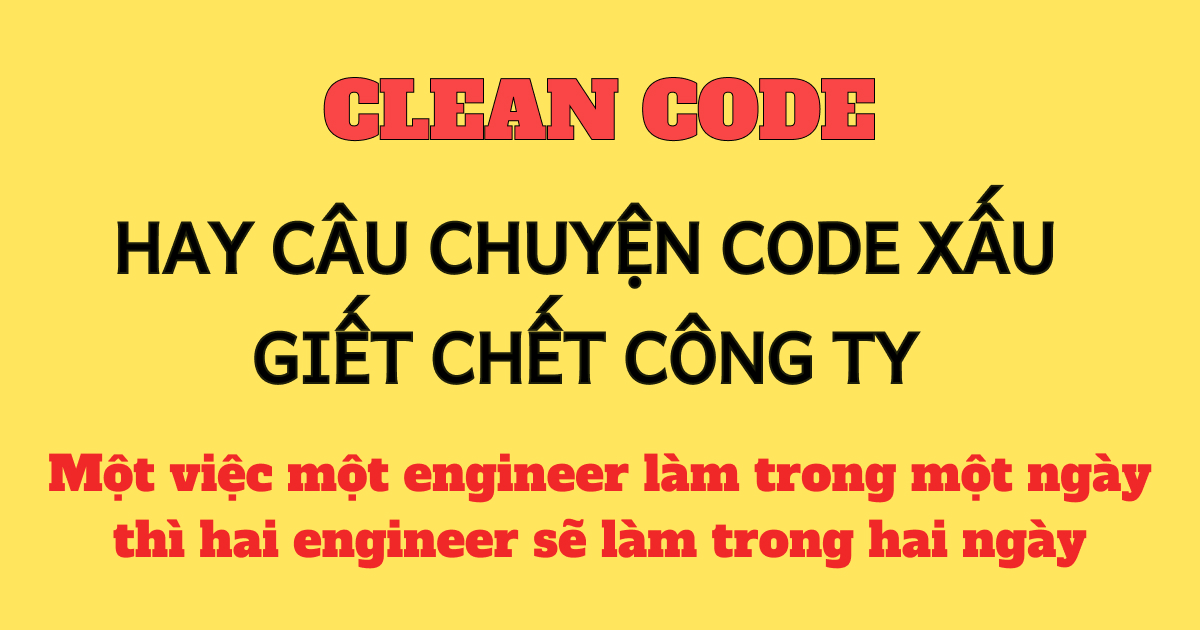 CLEAN CODE
HAY CÂU CHUYỆN CODE XẤU
GIẾT CHẾT CÔNG TY
Một việc một engineer làm trong một ngày
thì hai engineer sẽ làm trong hai ngày